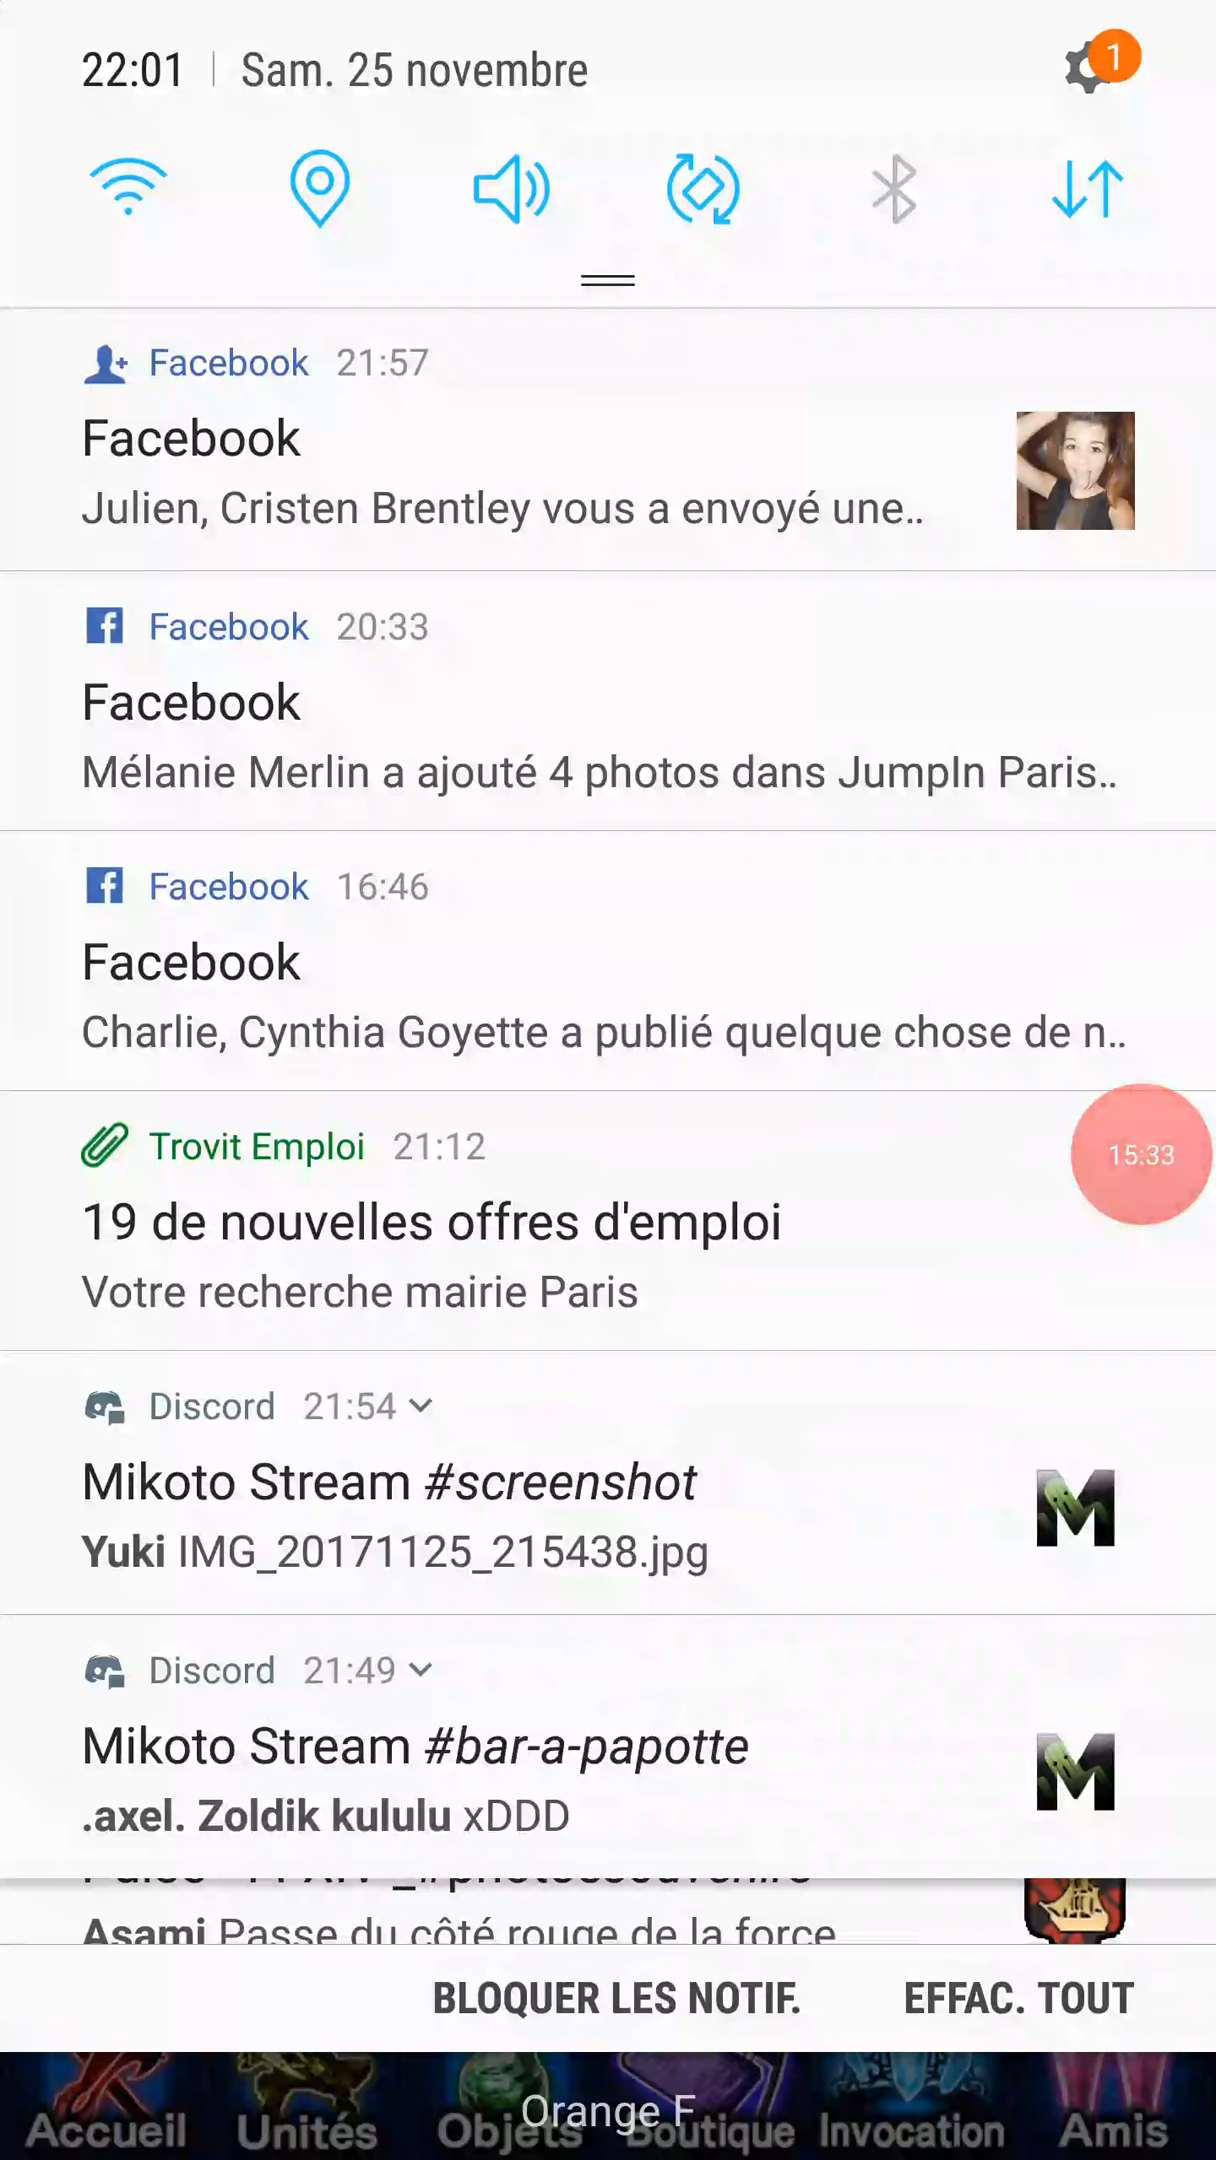 22:01 | Sam. 25 novembre
1
Facebook 21:57
Facebook
Julien, Cristen Brentley vous a envoyé une..
Facebook 20:33
Facebook
Mélanie Merlin a ajouté 4 photos dans JumpIn Paris..
Facebook 16:46
Facebook
Charlie, Cynthia Goyette a publié quelque chose de n..
Trovit Emploi 21:12
15:33
19 de nouvelles offres d'emploi
Votre recherche mairie Paris
Discord 21:54
Mikoto Stream #screenshot
Yuki IMG_20171125_215438.jpg
Discord 21:49
Mikoto Stream #bar-a-papotte
.axel. Zoldik kululu xDDD
Asami Passe du côté rouge de la force
BLOQUER LES NOTIF. EFFAC. TOUT
Orange F
Accueil Unités Objets Boutique Invocation Amis